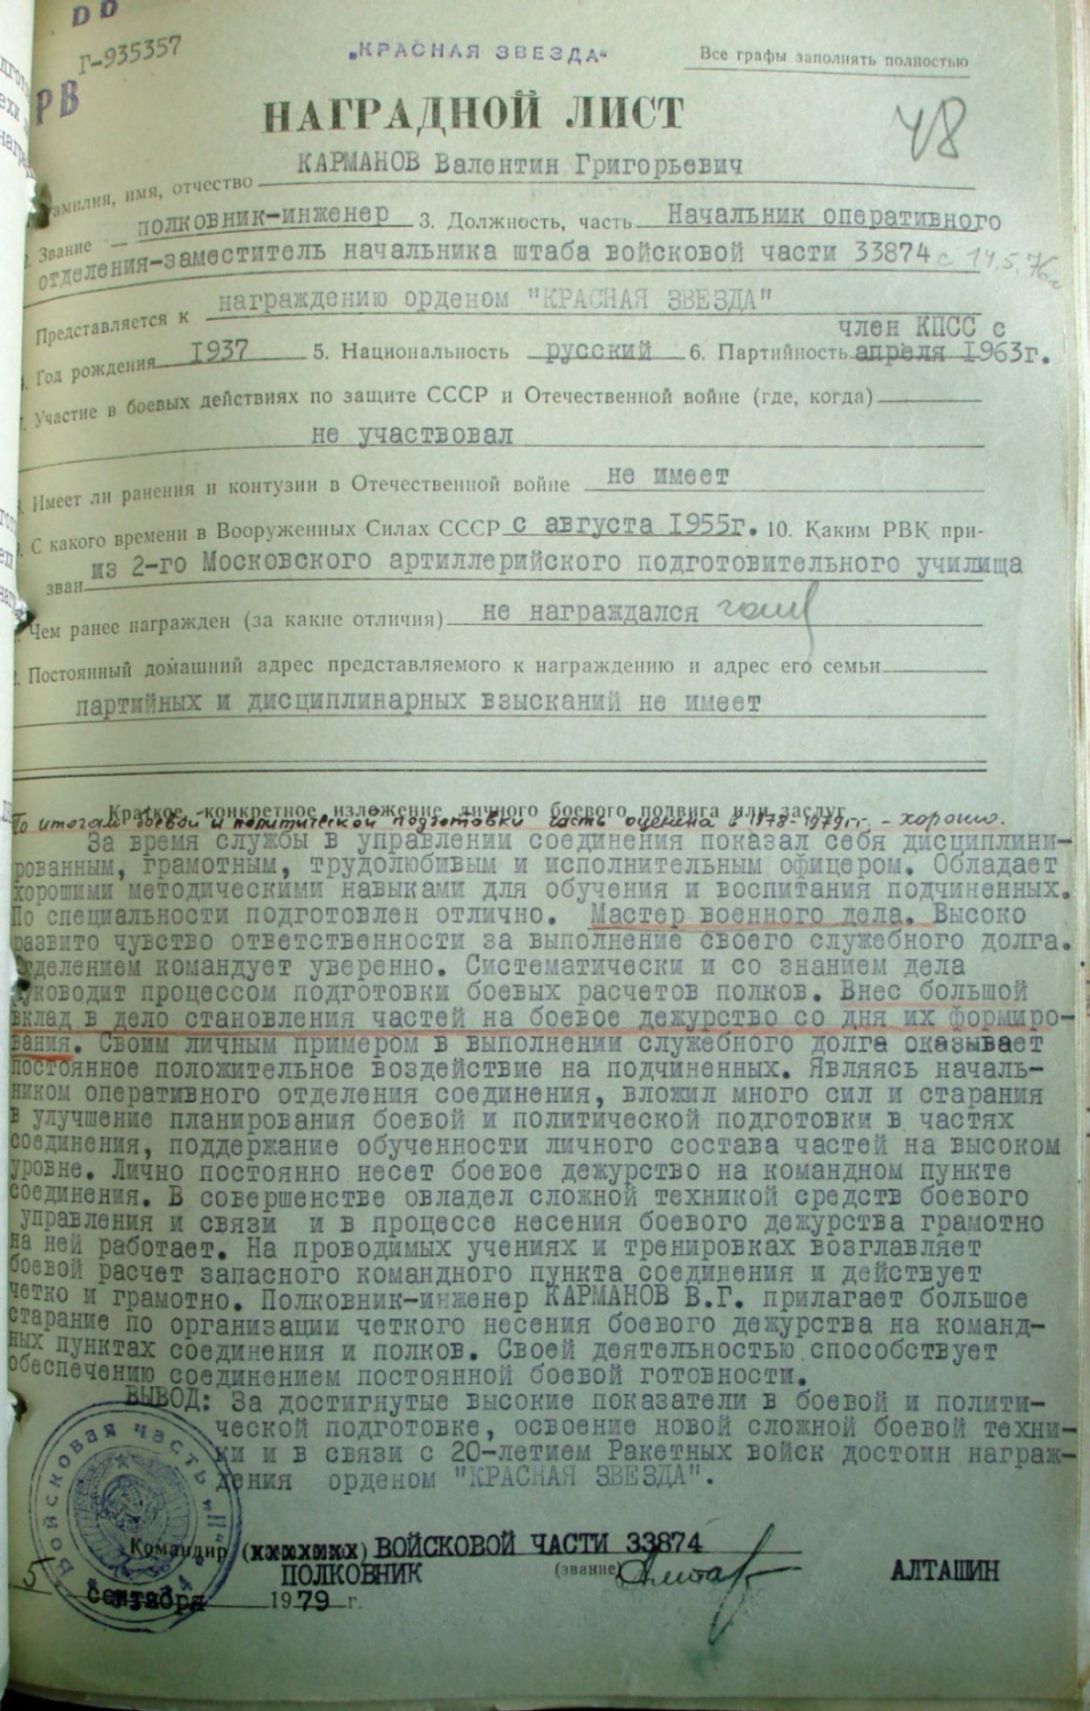 Г-935357
„КРАСНАЯ ЗВЕЗДА“
Все графы заполнять полностью
РВ
НАГРАДНОЙ ЛИСТ
48
КАРМАНОВ Валентин Григорьевич
амилия, имя, отчество
полковник-инженер 3. Должность, часть Начальник оперативного
Звание
отделения-заместитель начальника штаба войсковой части 33874 с 14.5.76
награждению орденом "КРАСНАЯ ЗВЕЗДА"
Представляется к
член КПСС с
Год рождения 1937 5. Национальность русский 6. Партийность апреля 1963г.
Участие в боевых действиях по защите СССР и Отечественной войне (где, когда)
не участвовал
Имеет ли ранения и контузии в Отечественной войне не имеет
С какого времени в Вооруженных Силах СССР с августа 1955г. 10. Каким РВК при-
зван из 2-го Московского артиллерийского подготовительного училища
Чем ранее награжден (за какие отличия) не награждался
Постоянный домашний адрес представляемого к награждению и адрес его семьи
партийных и дисциплинарных взысканий не имеет
Краткое конкретное изложение личного боевого подвига или заслуг
По итогам боевой и политической подготовки часть оценена в 1978-1979 г.г. - хорошо.
За время службы в управлении соединения показал себя дисциплини-
рованным, грамотным, трудолюбивым и исполнительным офицером. Обладает
хорошими методическими навыками для обучения и воспитания подчиненных.
По специальности подготовлен отлично. Мастер военного дела. Высоко
развито чувство ответственности за выполнение своего служебного долга.
Отделением командует уверенно. Систематически и со знанием дела
руководит процессом подготовки боевых расчетов полков. Внес большой
вклад в дело становления частей на боевое дежурство со дня их формиро-
вания. Своим личным примером в выполнении служебного долга оказывает
постоянное положительное воздействие на подчиненных. Являясь началь-
ником оперативного отделения соединения, вложил много сил и старания
в улучшение планирования боевой и политической подготовки в частях
соединения, поддержание обученности личного состава частей на высоком
уровне. Лично постоянно несет боевое дежурство на командном пункте
соединения. В совершенстве овладел сложной техникой средств боевого
управления и связи и в процессе несения боевого дежурства грамотно
на ней работает. На проводимых учениях и тренировках возглавляет
боевой расчет запасного командного пункта соединения и действует
четко и грамотно. Полковник-инженер КАРМАНОВ В.Г. прилагает большое
старание по организации четкого несения боевого дежурства на команд-
ных пунктах соединения и полков. Своей деятельностью способствует
обеспечению соединением постоянной боевой готовности.
ВЫВОД: За достигнутые высокие показатели в боевой и полити-
ческой подготовке, освоение новой сложной боевой техни-
ки и в связи с 20-летием Ракетных войск достоин награж-
дения орденом "КРАСНАЯ ЗВЕЗДА".
Войсковая часть
Командир ВОЙСКОВОЙ ЧАСТИ 33874
ПОЛКОВНИК (звание) АЛТАШИН
5 сентября 1979 г.